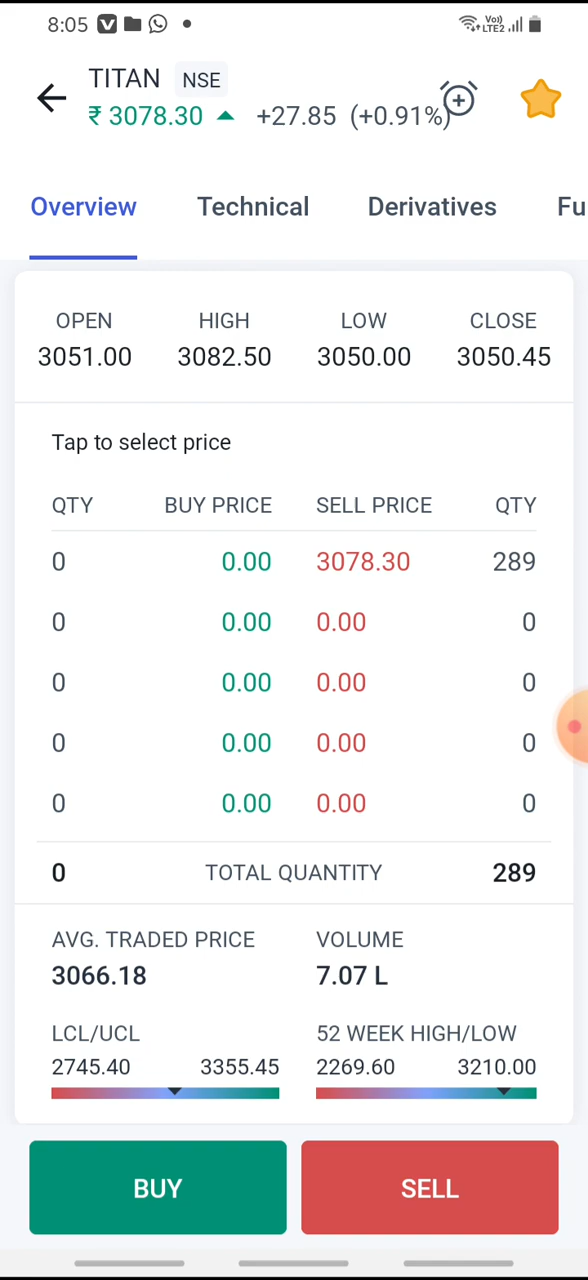 8:05 Vo)) LTE2
TITAN NSE
₹ 3078.30 +27.85 (+0.91%)
Overview Technical Derivatives Fu
OPEN HIGH LOW CLOSE
3051.00 3082.50 3050.00 3050.45
Tap to select price
QTY BUY PRICE SELL PRICE QTY
0 0.00 3078.30 289
0 0.00 0.00 0
0 0.00 0.00 0
0 0.00 0.00 0
0 0.00 0.00 0
0 TOTAL QUANTITY 289
AVG. TRADED PRICE VOLUME
3066.18 7.07 L
LCL/UCL 52 WEEK HIGH/LOW
2745.40 3355.45 2269.60 3210.00
BUY SELL